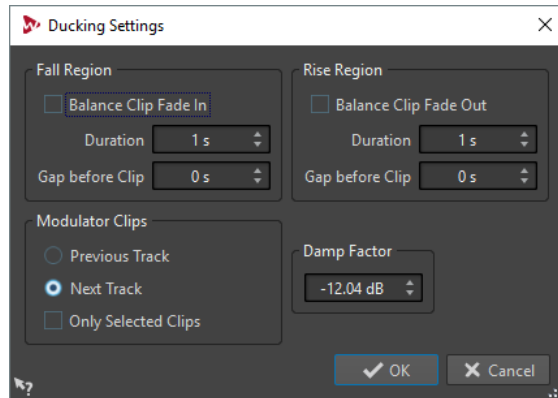 Ducking Settings
Fall Region
Balance Clip Fade In
Duration 1 s
Gap before Clip 0 s
Rise Region
Balance Clip Fade Out
Duration 1 s
Gap before Clip 0 s
Modulator Clips
Previous Track
Next Track
Only Selected Clips
Damp Factor
-12.04 dB
OK
Cancel
?